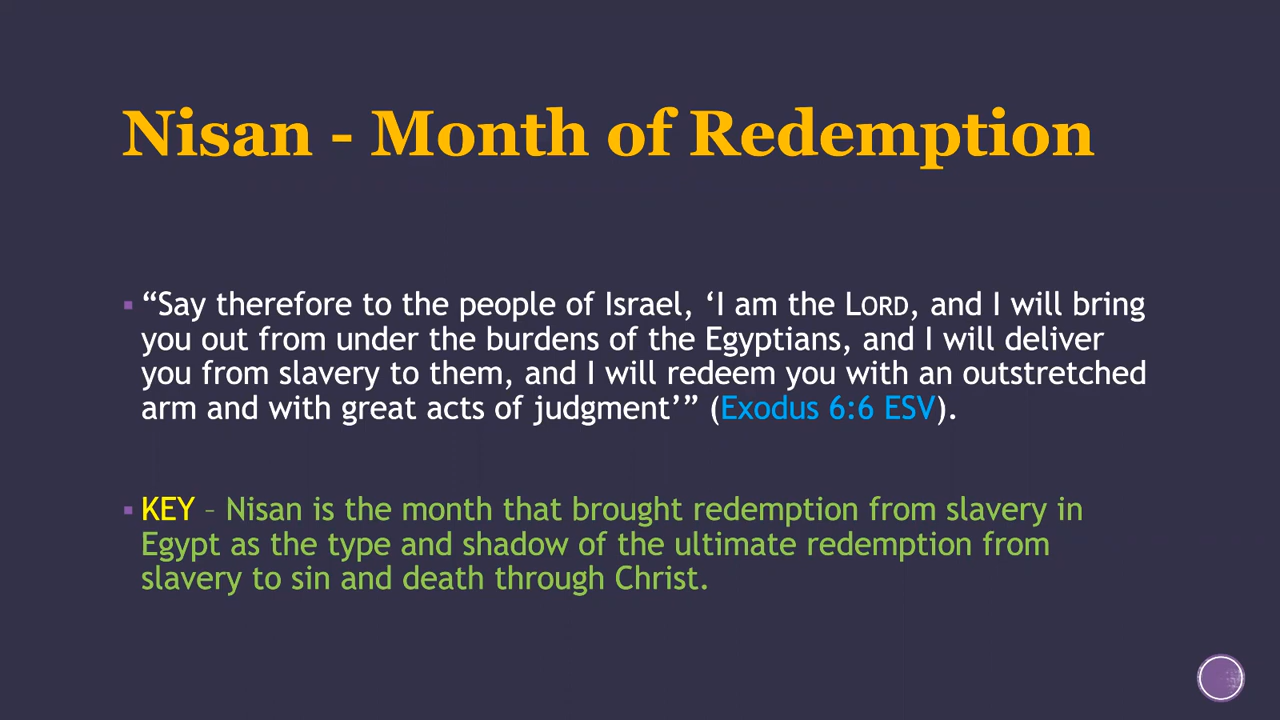 Nisan - Month of Redemption
▪ “Say therefore to the people of Israel, ‘I am the LORD, and I will bring
you out from under the burdens of the Egyptians, and I will deliver
you from slavery to them, and I will redeem you with an outstretched
arm and with great acts of judgment’” (Exodus 6:6 ESV).
▪ KEY – Nisan is the month that brought redemption from slavery in
Egypt as the type and shadow of the ultimate redemption from
slavery to sin and death through Christ.